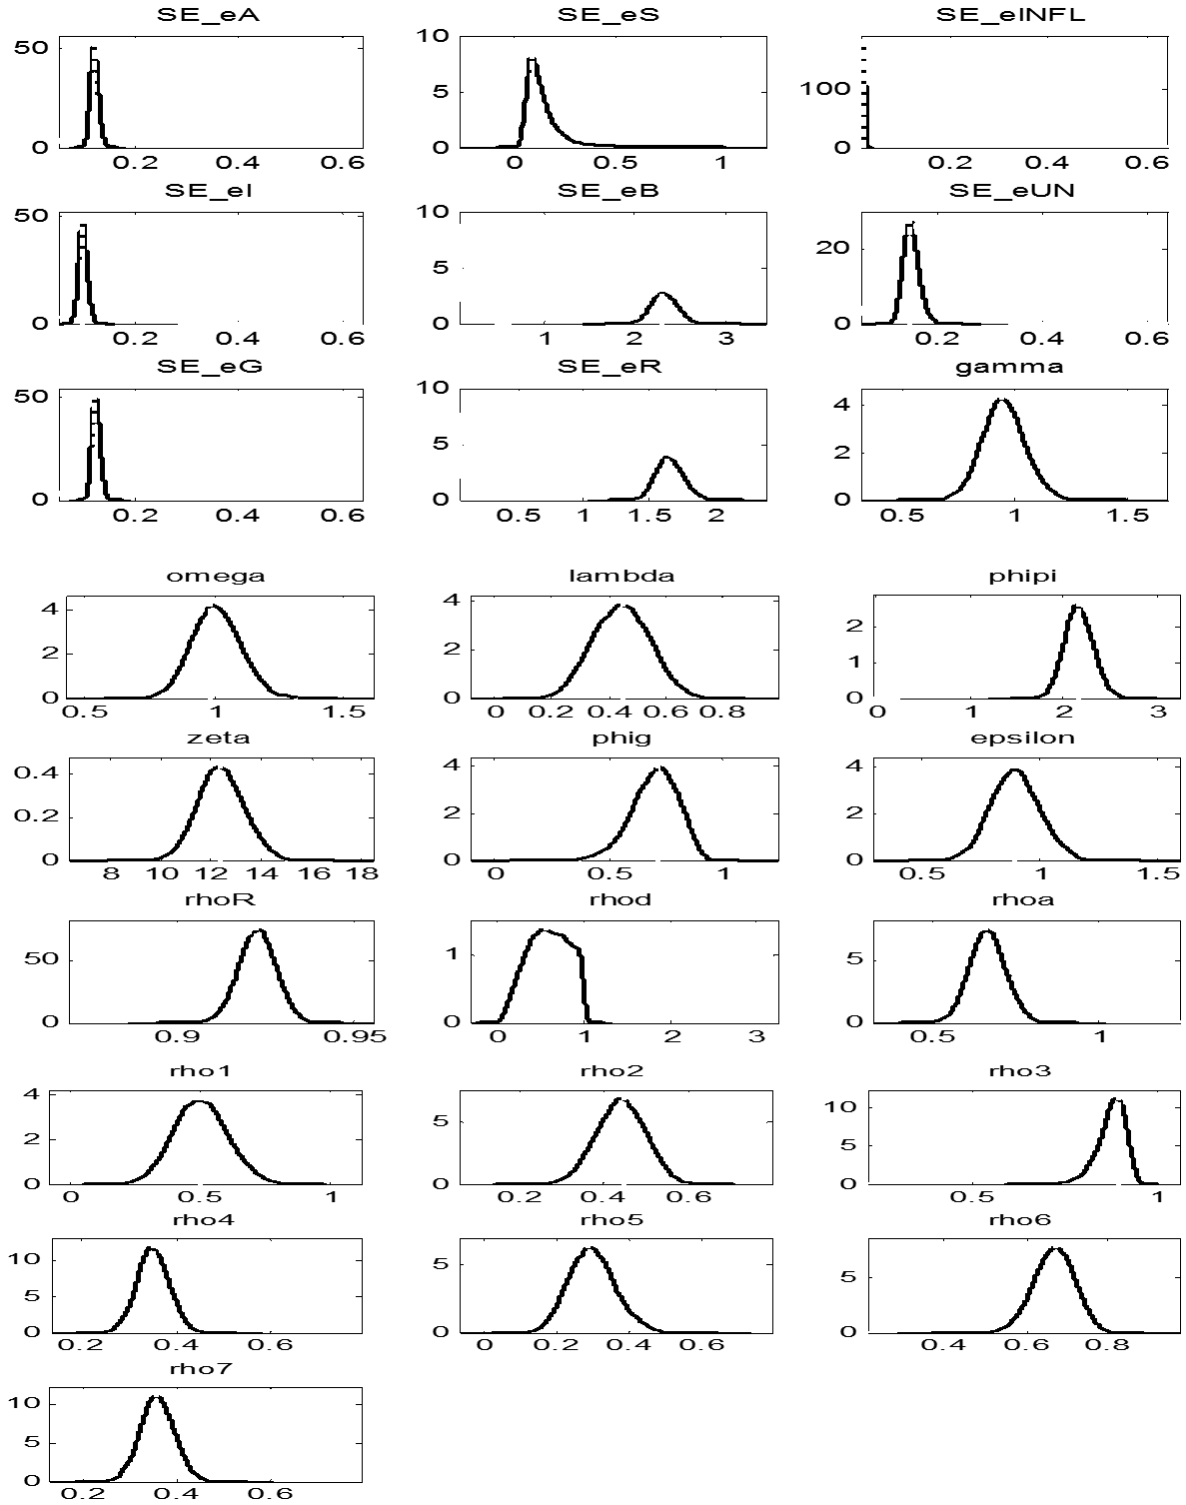 SE_eA SE_eS SE_eINFL
50 10 100
5
0 0 0
0.2 0.4 0.6 0 0.5 1 0.2 0.4 0.6
SE_eI SE_eB SE_eUN
50 10 20
5
0 0 0
0.2 0.4 0.6 1 2 3 0.2 0.4 0.6
SE_eG SE_eR gamma
50 10 4
5 2
0 0 0
0.2 0.4 0.6 0.5 1 1.5 2 0.5 1 1.5
omega lambda phipi
4 4 2
2 2 1
0 0 0
0.5 1 1.5 0 0.2 0.4 0.6 0.8 0 1 2 3
zeta phig epsilon
0.4 4 4
0.2 2 2
0 0 0
8 10 12 14 16 18 0 0.5 1 0.5 1 1.5
rhoR rhod rhoa
50 1 5
0 0 0
0.9 0.95 0 1 2 3 0.5 1
rho1 rho2 rho3
4 5 10
2 5
0 0 0
0 0.5 1 0.2 0.4 0.6 0.5 1
rho4 rho5 rho6
10 5 5
5
0 0 0
0.2 0.4 0.6 0 0.2 0.4 0.6 0.4 0.6 0.8
rho7
10
5
0
0.2 0.4 0.6